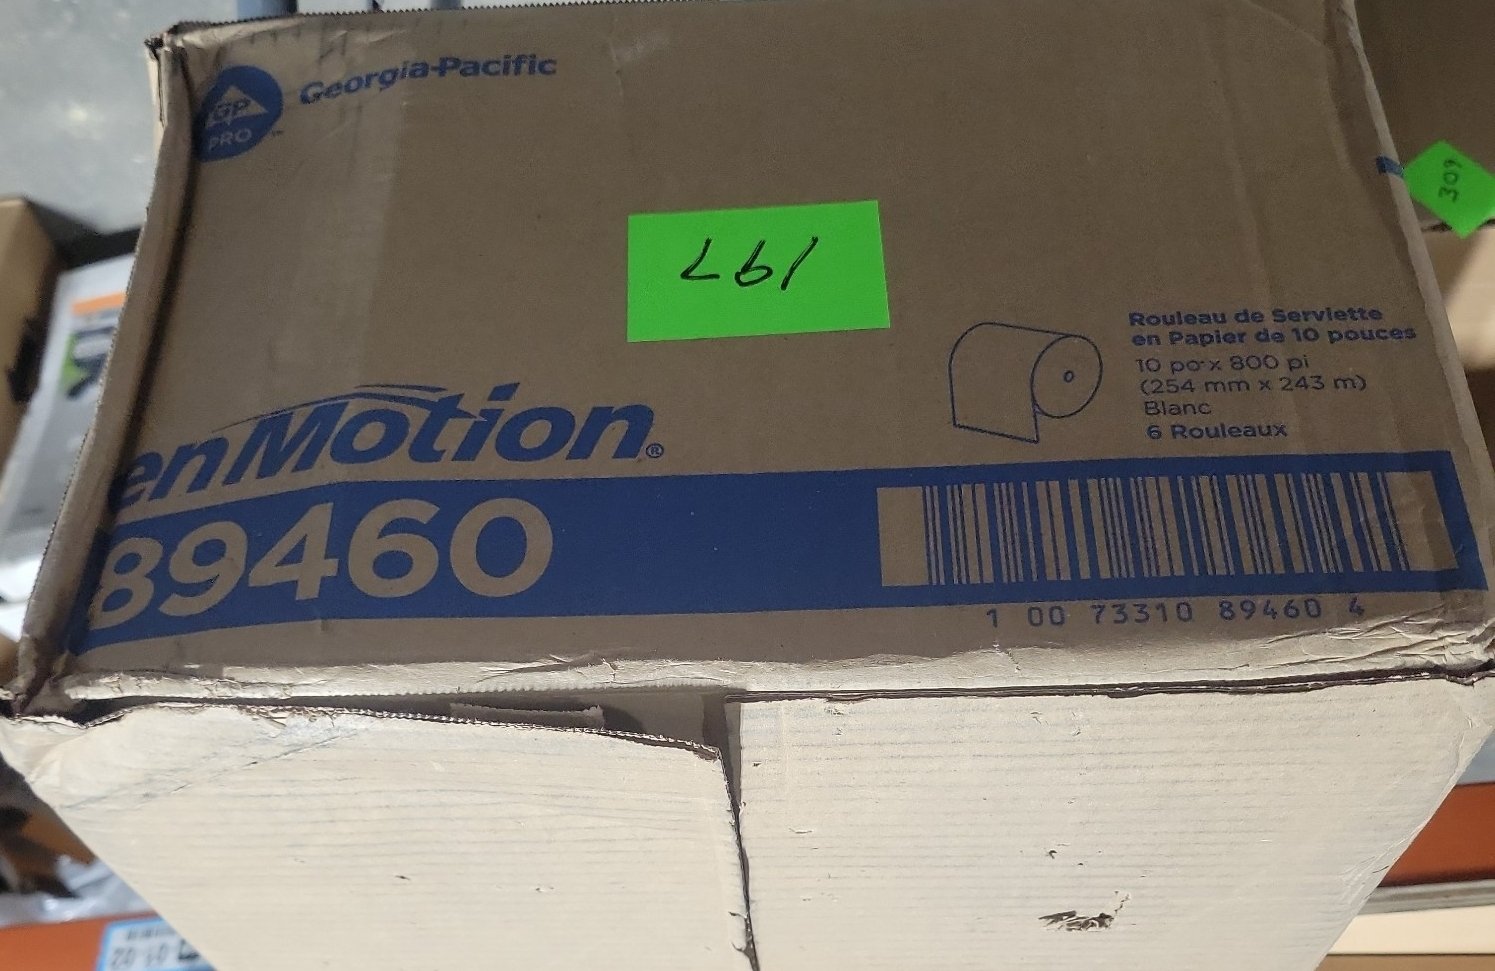 GP
PRO™
Georgia-Pacific
309
197
Rouleau de Serviette
en Papier de 10 pouces
10 po x 800 pi
(254 mm x 243 m)
Blanc
6 Rouleaux
enMotion®
89460
1 00 73310 89460 4